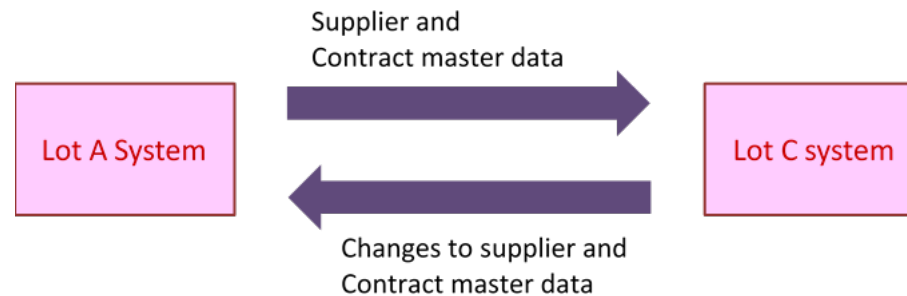 Supplier and
Contract master data
Lot A System
Lot C system
Changes to supplier and
Contract master data